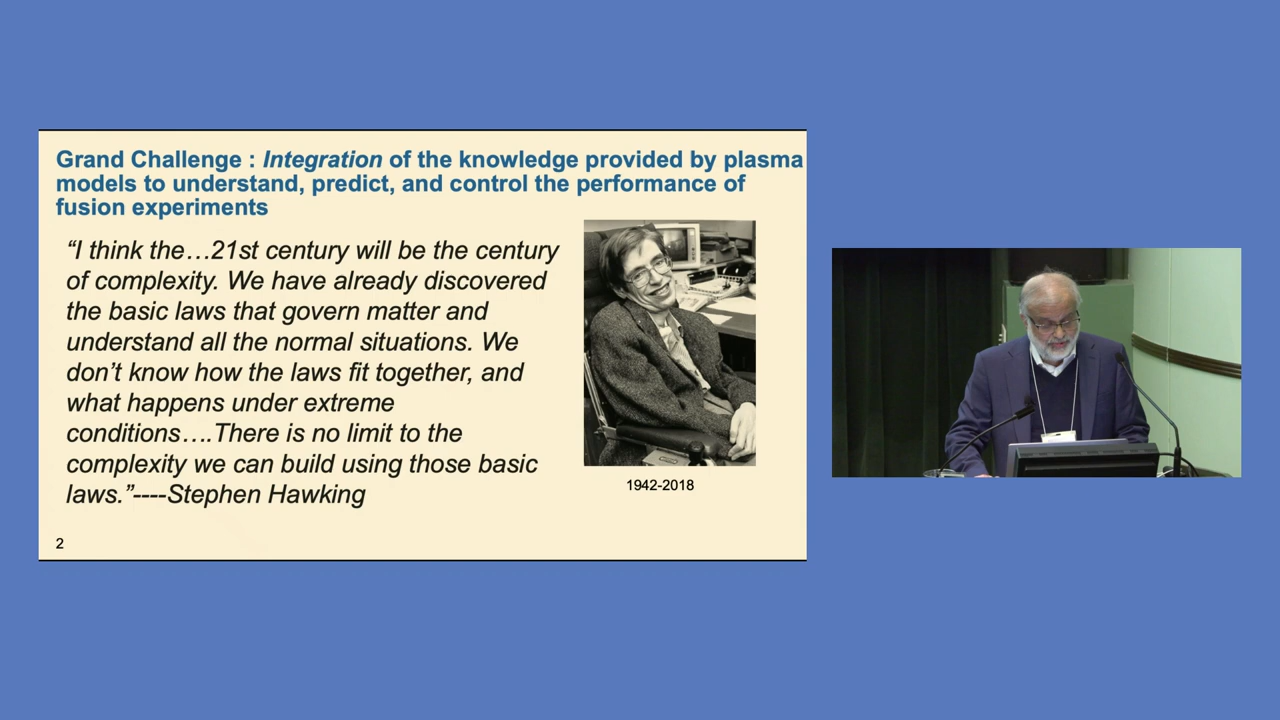 Grand Challenge : Integration of the knowledge provided by plasma
models to understand, predict, and control the performance of
fusion experiments
“I think the…21st century will be the century
of complexity. We have already discovered
the basic laws that govern matter and
understand all the normal situations. We
don’t know how the laws fit together, and
what happens under extreme
conditions….There is no limit to the
complexity we can build using those basic
laws.”----Stephen Hawking
1942-2018
2